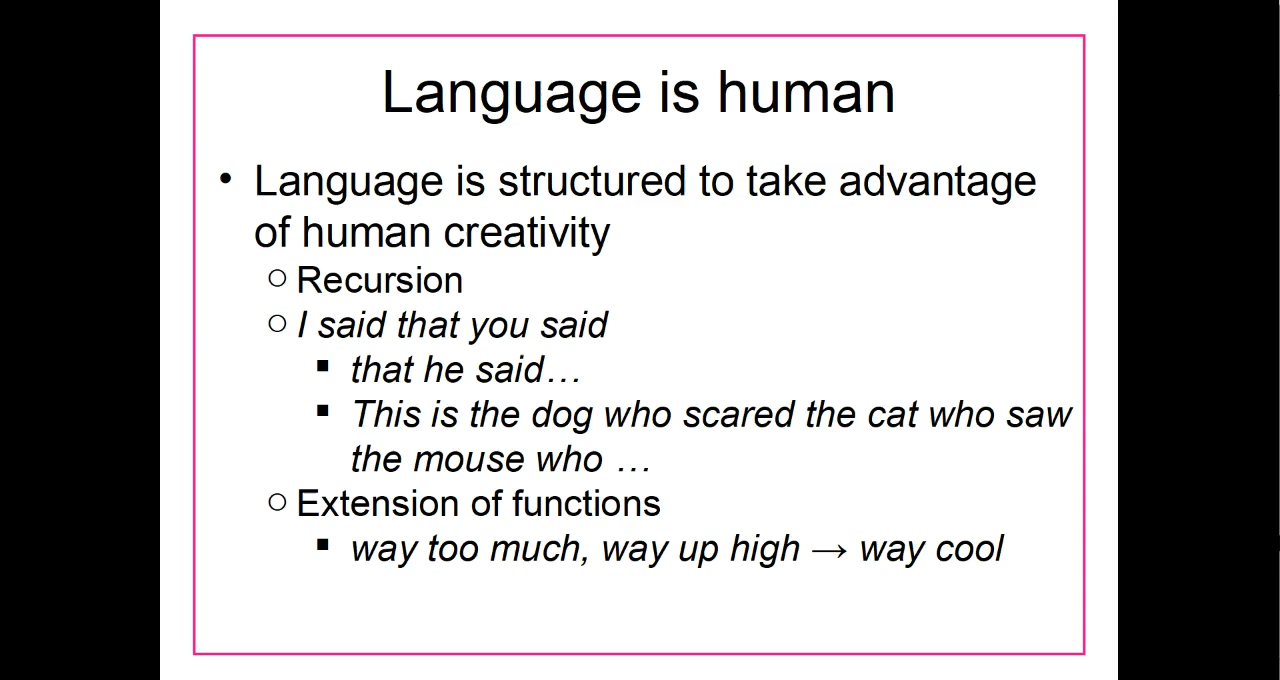 Language is human
• Language is structured to take advantage
of human creativity
○ Recursion
○ I said that you said
▪ that he said…
▪ This is the dog who scared the cat who saw
the mouse who …
○ Extension of functions
▪ way too much, way up high → way cool